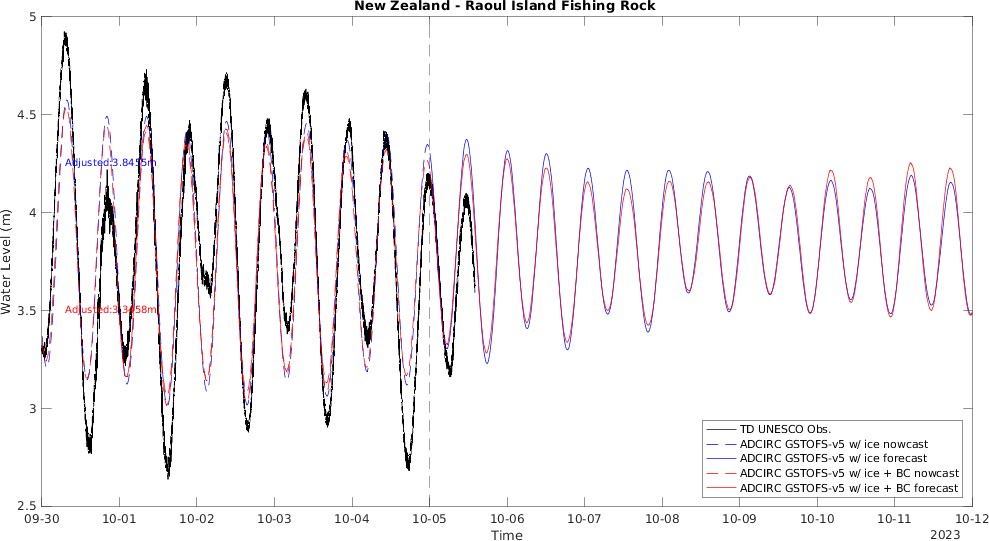 New Zealand - Raoul Island Fishing Rock
Water Level (m)
5
4.5
4
3.5
3
2.5
Adjusted:3.8455m
Adjusted:3.3458m
09-30 10-01 10-02 10-03 10-04 10-05 10-06 10-07 10-08 10-09 10-10 10-11 10-12
Time
2023
TD UNESCO Obs.
ADCIRC GSTOFS-v5 w/ ice nowcast
ADCIRC GSTOFS-v5 w/ ice forecast
ADCIRC GSTOFS-v5 w/ ice + BC nowcast
ADCIRC GSTOFS-v5 w/ ice + BC forecast